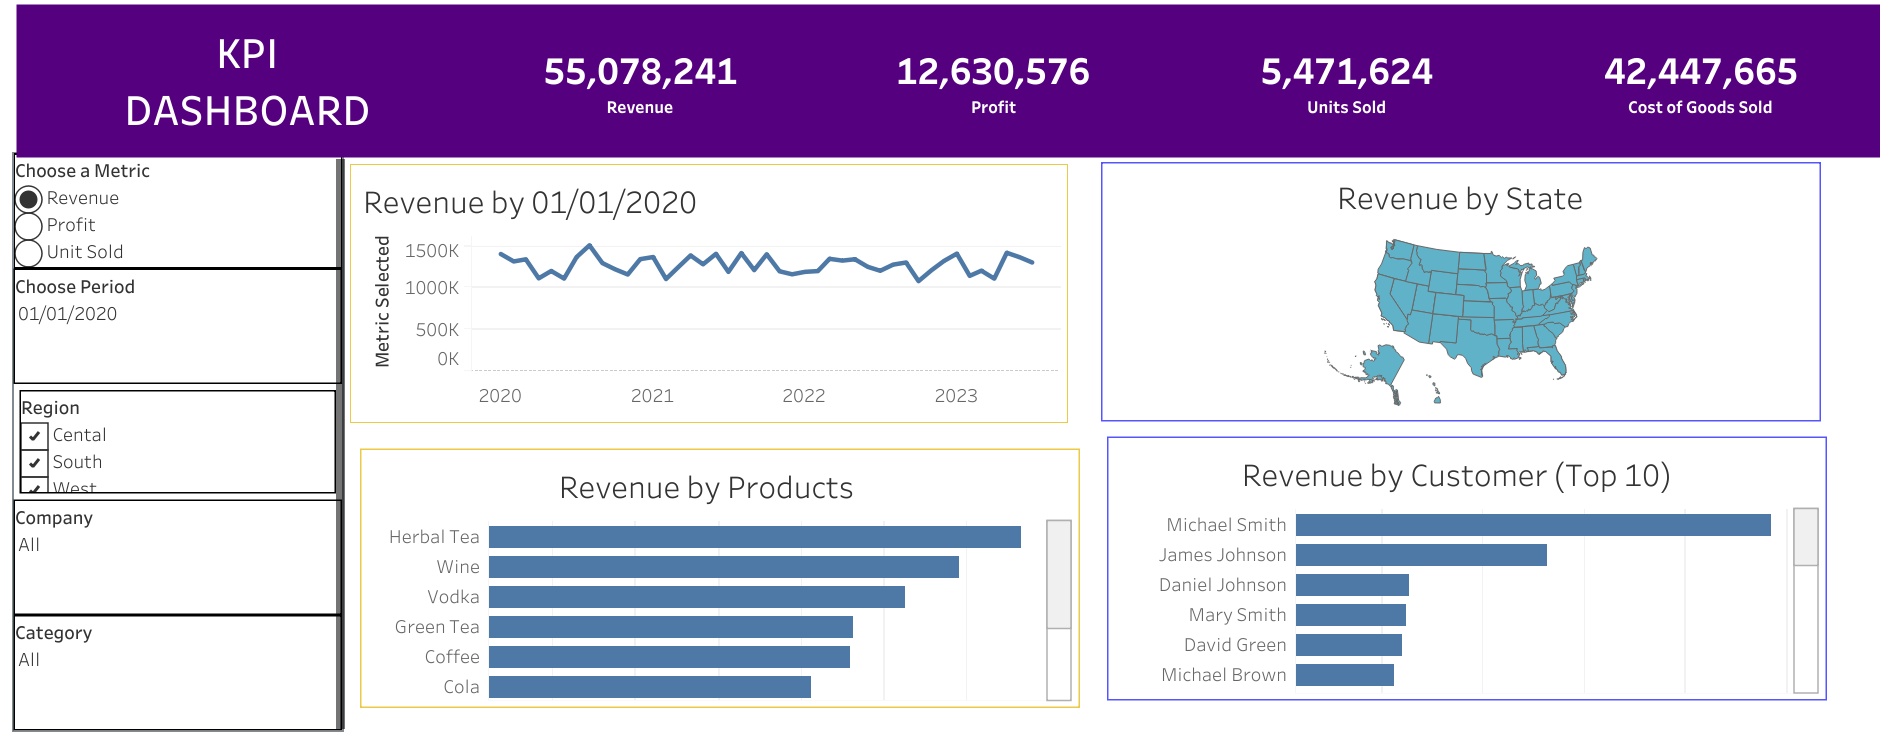 KPI
DASHBOARD
55,078,241
Revenue
12,630,576
Profit
5,471,624
Units Sold
42,447,665
Cost of Goods Sold
Choose a Metric
Revenue
Profit
Unit Sold
Choose Period
01/01/2020
Region
Cental
South
West
Company
All
Category
All
Revenue by 01/01/2020
Metric Selected
1500K
1000K
500K
0K
2020 2021 2022 2023
Revenue by State
Revenue by Products
Herbal Tea
Wine
Vodka
Green Tea
Coffee
Cola
Revenue by Customer (Top 10)
Michael Smith
James Johnson
Daniel Johnson
Mary Smith
David Green
Michael Brown